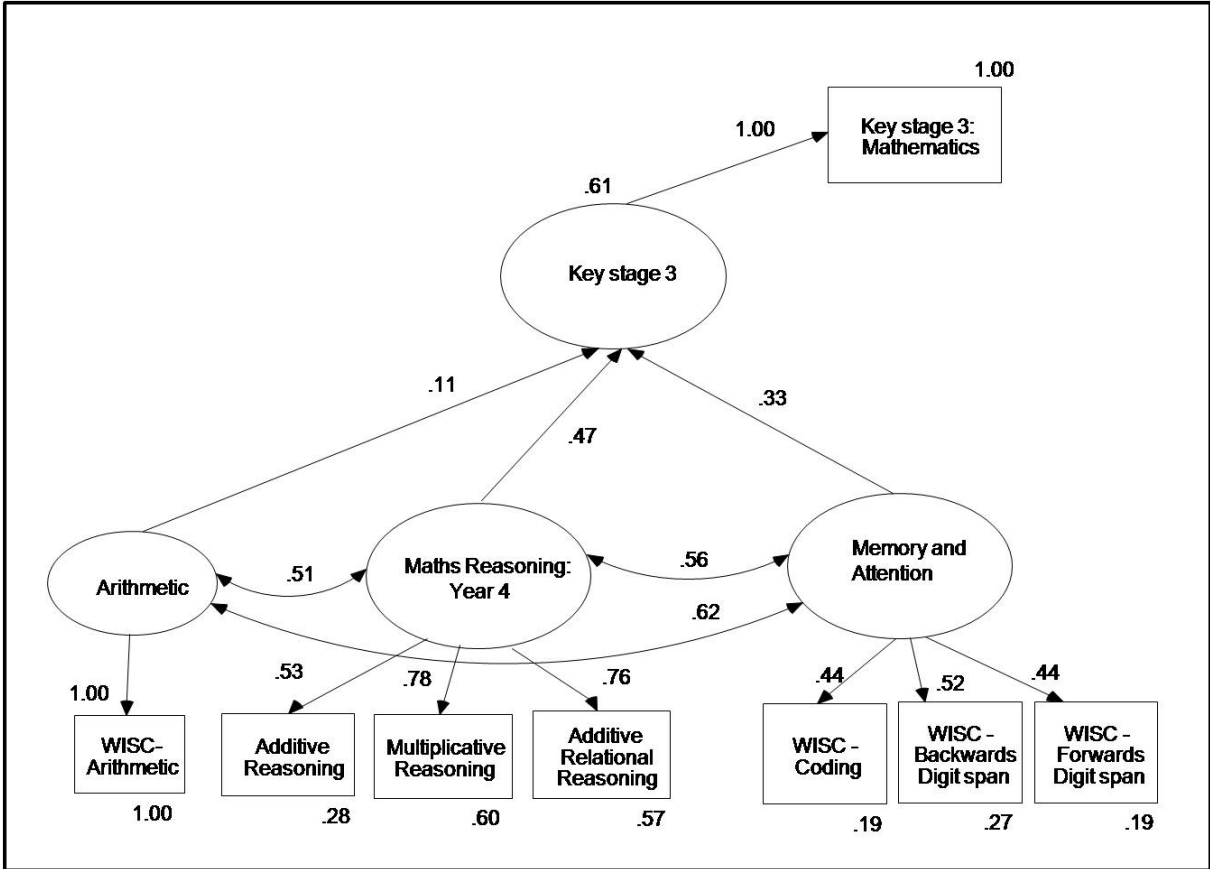 1.00
1.00
Key stage 3:
Mathematics
.61
Key stage 3
.11
.47
.33
Arithmetic
.51
Maths Reasoning:
Year 4
.56
Memory and
Attention
.62
1.00
.53
.78
.76
.44
.52
.44
WISC-
Arithmetic
Additive
Reasoning
Multiplicative
Reasoning
Additive
Relational
Reasoning
WISC -
Coding
WISC -
Backwards
Digit span
WISC -
Forwards
Digit span
1.00
.28
.60
.57
.19
.27
.19